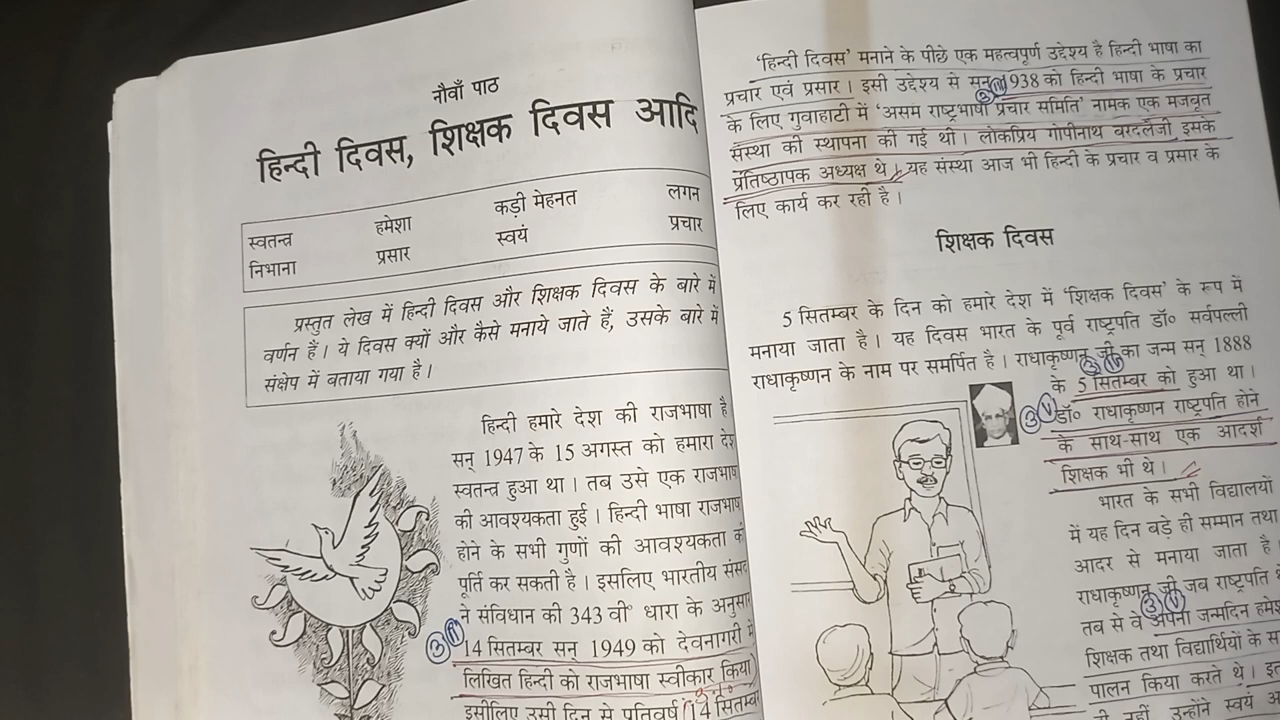 नौवाँ पाठ
हिन्दी दिवस, शिक्षक दिवस आदि
स्वतन्त्र हमेशा कड़ी मेहनत लगन
निभाना प्रसार स्वयं प्रचार
प्रस्तुत लेख में हिन्दी दिवस और शिक्षक दिवस के बारे में
वर्णन हैं। ये दिवस क्यों और कैसे मनाये जाते हैं, उसके बारे में
संक्षेप में बताया गया है।
हिन्दी हमारे देश की राजभाषा है
सन् 1947 के 15 अगस्त को हमारा
स्वतन्त्र हुआ था। तब उसे एक
की आवश्यकता हुई। हिन्दी भाषा
होने के सभी गुणों की आवश्यकता
पूर्ति कर सकती है। इसलिए भारतीय
ने संविधान की 343 वी° धारा के
3 14 सितम्बर सन् 1949 को देवनागरी में
लिखित हिन्दी को राजभाषा स्वीकार किया
इसीलिए उसी दिन से प्रतिवर्ष 14
'हिन्दी दिवस' मनाने के पीछे एक महत्वपूर्ण उद्देश्य है हिन्दी भाषा का
प्रचार एवं प्रसार। इसी उद्देश्य से सन् 1938 को हिन्दी भाषा के प्रचार
3
के लिए गुवाहाटी में 'असम राष्ट्रभाषा प्रचार समिति' नामक एक मजबूत
संस्था की स्थापना की गई थी। लोकप्रिय गोपीनाथ बरदलैजी इसके
प्रतिष्ठापक अध्यक्ष थे। यह संस्था आज भी हिन्दी के प्रचार व प्रसार के
लिए कार्य कर रही है।
शिक्षक दिवस
5 सितम्बर के दिन को हमारे देश में 'शिक्षक दिवस' के रूप में
मनाया जाता है। यह दिवस भारत के पूर्व राष्ट्रपति डॉ० सर्वपल्ली
राधाकृष्णन के नाम पर समर्पित है। राधाकृष्णन जी का जन्म सन् 1888
3 IV
के 5 सितम्बर को हुआ था।
3 V डॉ० राधाकृष्णन राष्ट्रपति होने
के साथ-साथ एक आदर्श
शिक्षक भी थे।
भारत के सभी विद्यालयों
में यह दिन बड़े ही सम्मान तथा
आदर से मनाया जाता है।
राधाकृष्णन जी जब राष्ट्रपति
3 V
तब से वे अपना जन्मदिन
शिक्षक तथा विद्यार्थियों के
पालन किया करते थे।
नहीं उन्होंने स्वयं